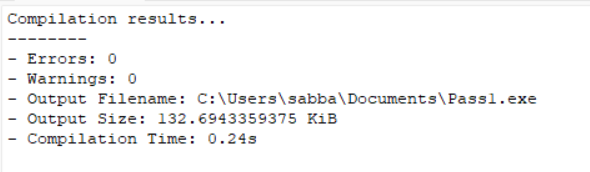 Compilation results...
--------
- Errors: 0
- Warnings: 0
- Output Filename: C:\Users\sabba\Documents\Pass1.exe
- Output Size: 132.6943359375 KiB
- Compilation Time: 0.24s